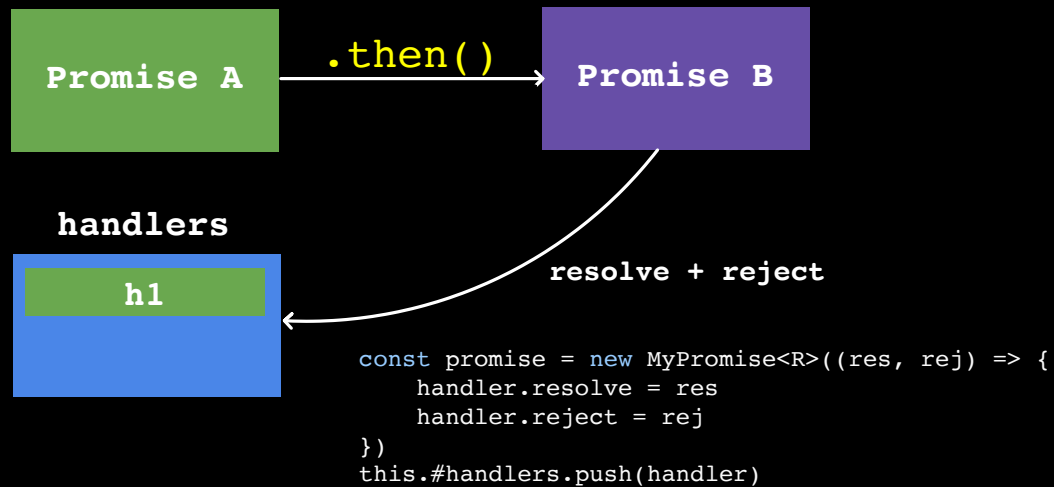 Promise A
.then()
Promise B
handlers
h1
resolve + reject
const promise = new MyPromise<R>((res, rej) => {
    handler.resolve = res
    handler.reject = rej
})
this.#handlers.push(handler)